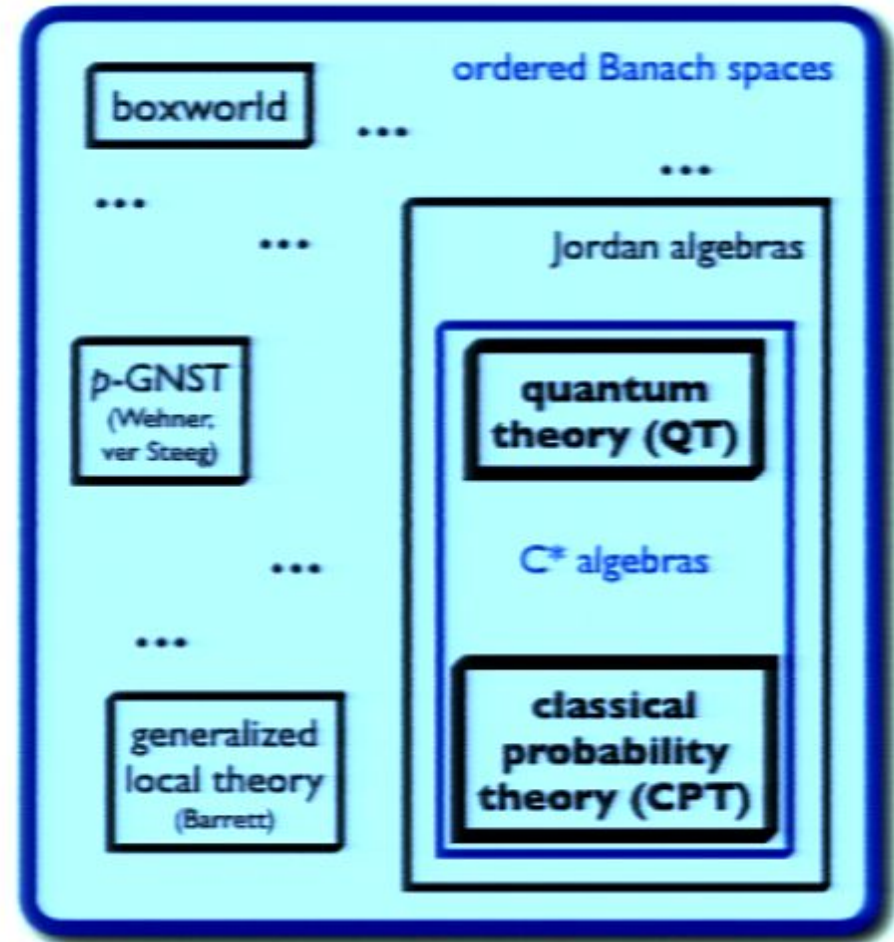 ordered Banach spaces
boxworld
...
...
...
...
Jordan algebras
p-GNST
(Wehner,
ver Steeg)
quantum
theory (QT)
C* algebras
...
...
generalized
local theory
(Barrett)
classical
probability
theory (CPT)